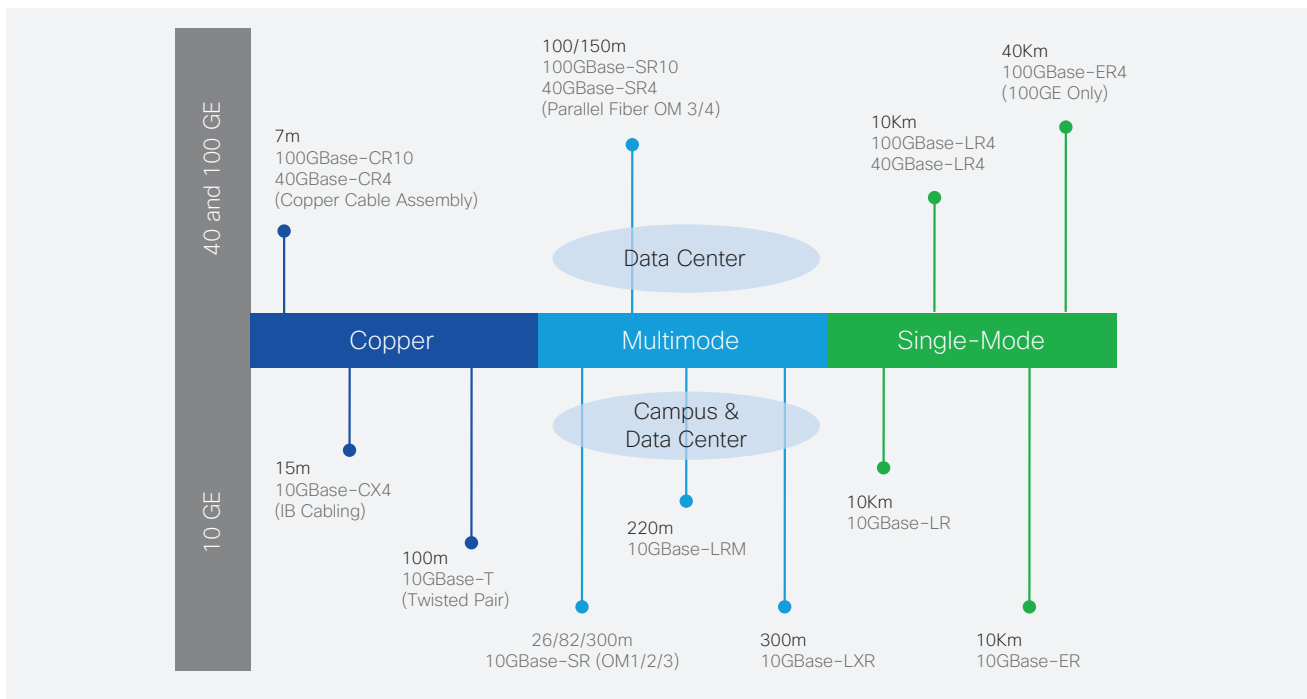 40 and 100 GE
100/150m
100GBase-SR10
40GBase-SR4
(Parallel Fiber OM 3/4)
40Km
100GBase-ER4
(100GE Only)
7m
100GBase-CR10
40GBase-CR4
(Copper Cable Assembly)
10Km
100GBase-LR4
40GBase-LR4
Data Center
Copper
Multimode
Single-Mode
Campus &
Data Center
10 GE
15m
10GBase-CX4
(IB Cabling)
100m
10GBase-T
(Twisted Pair)
220m
10GBase-LRM
10Km
10GBase-LR
26/82/300m
10GBase-SR (OM1/2/3)
300m
10GBase-LXR
10Km
10GBase-ER